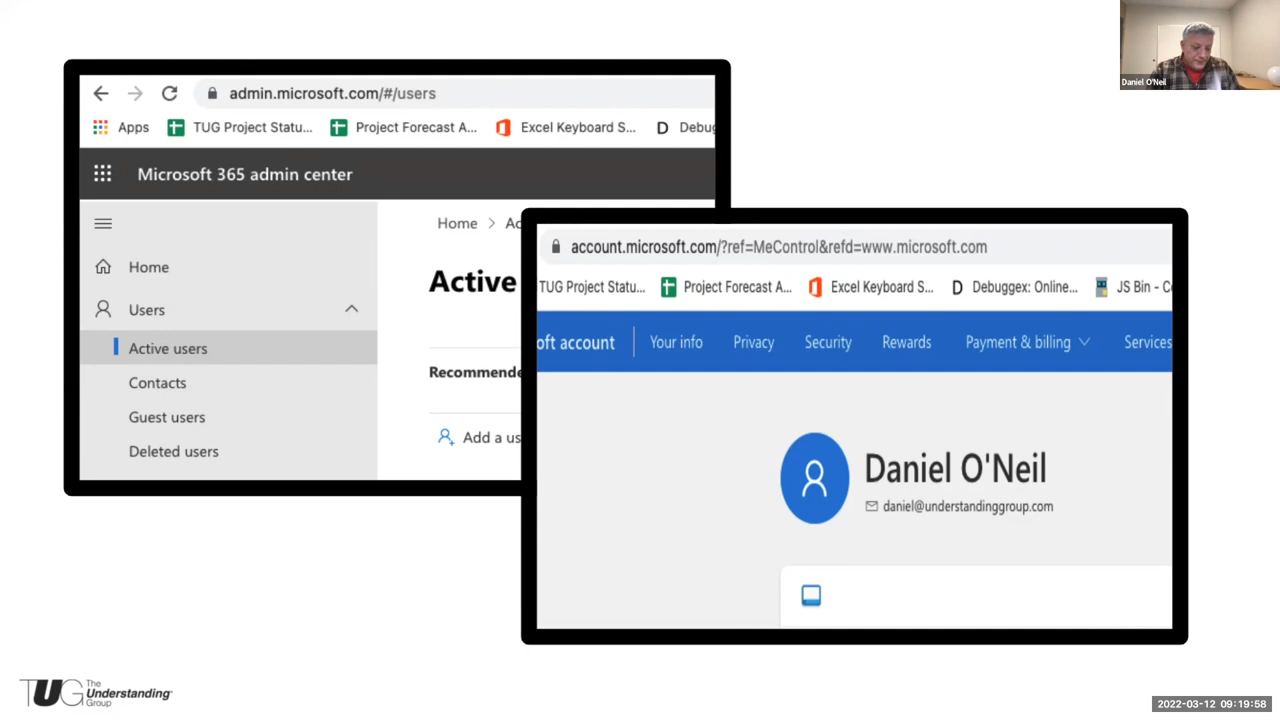 Daniel O'Neil
admin.microsoft.com/#/users
Apps TUG Project Statu... Project Forecast A... Excel Keyboard S... D Debug
Microsoft 365 admin center
Home > Ac
Home
Users
Active users
Contacts
Guest users
Deleted users
Active
Recommende
Add a us
account.microsoft.com/?ref=MeControl&refd=www.microsoft.com
TUG Project Statu... Project Forecast A... Excel Keyboard S... D Debuggex: Online... JS Bin - C
oft account Your info Privacy Security Rewards Payment & billing Services
Daniel O'Neil
daniel@understandinggroup.com
TUG The
Understanding
Group
2022-03-12 09:19:58